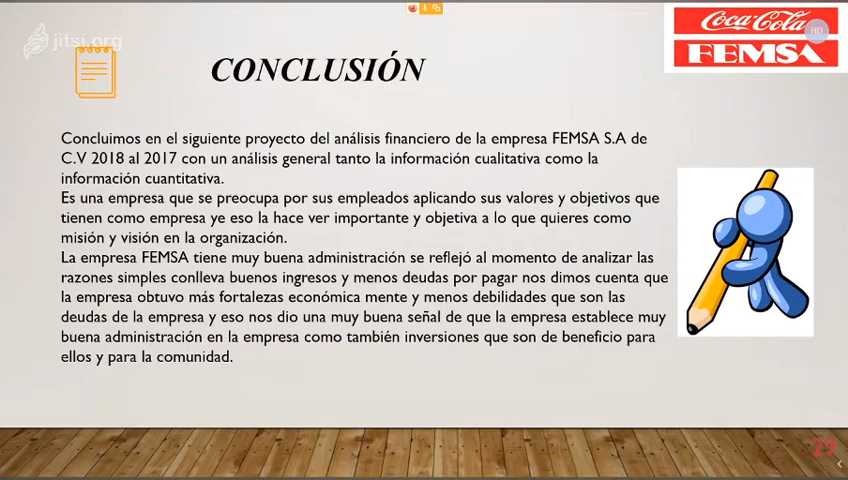 jitsi.org
Coca-Cola
HD
FEMSA
CONCLUSIÓN
Concluimos en el siguiente proyecto del análisis financiero de la empresa FEMSA S.A de
C.V 2018 al 2017 con un análisis general tanto la información cualitativa como la
información cuantitativa.
Es una empresa que se preocupa por sus empleados aplicando sus valores y objetivos que
tienen como empresa ye eso la hace ver importante y objetiva a lo que quieres como
misión y visión en la organización.
La empresa FEMSA tiene muy buena administración se reflejó al momento de analizar las
razones simples conlleva buenos ingresos y menos deudas por pagar nos dimos cuenta que
la empresa obtuvo más fortalezas económica mente y menos debilidades que son las
deudas de la empresa y eso nos dio una muy buena señal de que la empresa establece muy
buena administración en la empresa como también inversiones que son de beneficio para
ellos y para la comunidad.
29